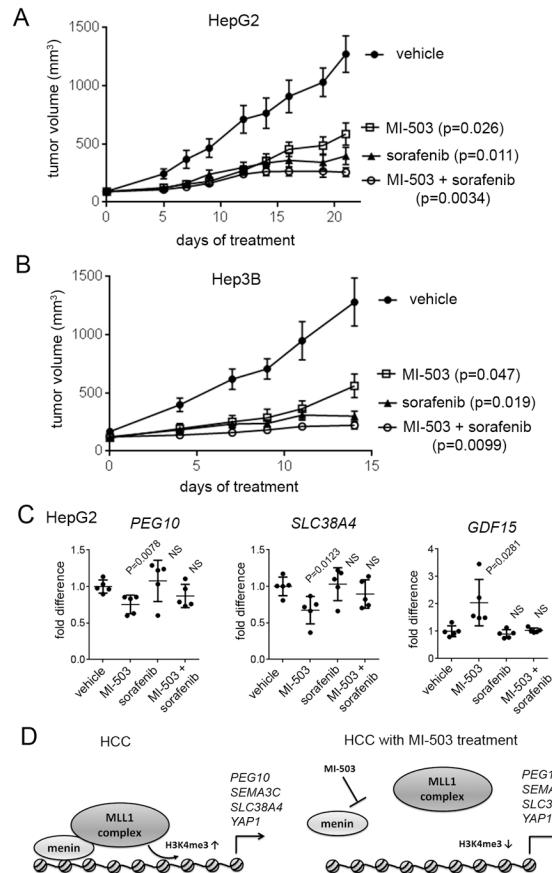 A
HepG2
1500
1000
500
0
tumor volume (mm³)
0 5 10 15 20
days of treatment
vehicle
MI-503 (p=0.026)
sorafenib (p=0.011)
MI-503 + sorafenib
(p=0.0034)
B
Hep3B
1500
1000
500
0
tumor volume (mm³)
0 5 10 15
days of treatment
vehicle
MI-503 (p=0.047)
sorafenib (p=0.019)
MI-503 + sorafenib
(p=0.0099)
C
HepG2
PEG10
P=0.0078
NS
NS
fold difference
1.5
1.0
0.5
0.0
vehicle
MI-503
sorafenib
MI-503 +
sorafenib
SLC38A4
P=0.0123
NS
NS
fold difference
1.5
1.0
0.5
0.0
vehicle
MI-503
sorafenib
MI-503 +
sorafenib
GDF15
P=0.0281
NS
NS
fold difference
4
3
2
1
0
vehicle
MI-503
sorafenib
MI-503 +
sorafenib
D
HCC
MLL1
complex
menin
H3K4me3 ↑
PEG10
SEMA3C
SLC38A4
YAP1
HCC with MI-503 treatment
MI-503
menin
MLL1
complex
H3K4me3 ↓
PEG1
SEMA
SLC3
YAP1